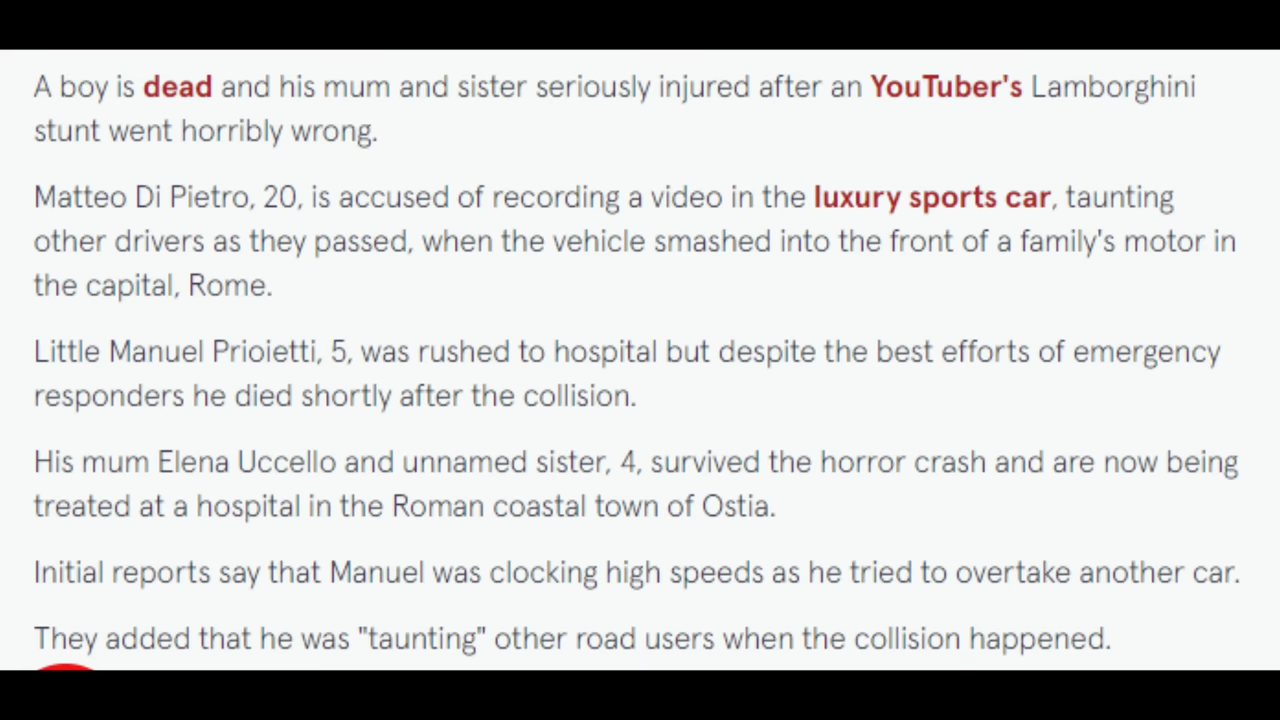 A boy is dead and his mum and sister seriously injured after an YouTuber's Lamborghini
stunt went horribly wrong.
Matteo Di Pietro, 20, is accused of recording a video in the luxury sports car, taunting
other drivers as they passed, when the vehicle smashed into the front of a family's motor in
the capital, Rome.
Little Manuel Prioietti, 5, was rushed to hospital but despite the best efforts of emergency
responders he died shortly after the collision.
His mum Elena Uccello and unnamed sister, 4, survived the horror crash and are now being
treated at a hospital in the Roman coastal town of Ostia.
Initial reports say that Manuel was clocking high speeds as he tried to overtake another car.
They added that he was "taunting" other road users when the collision happened.